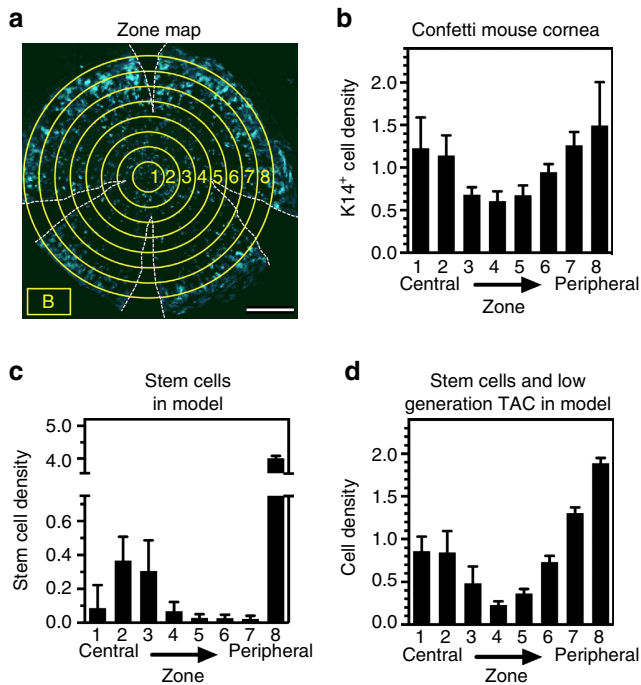 a
Zone map
1 2 3 4 5 6 7 8
B
b
Confetti mouse cornea
K14⁺ cell density
2.0
1.5
1.0
0.5
0.0
1 2 3 4 5 6 7 8
Central Peripheral
Zone
c
Stem cells
in model
Stem cell density
5.0
4.0
0.6
0.4
0.2
0.0
1 2 3 4 5 6 7 8
Central Peripheral
Zone
d
Stem cells and low
generation TAC in model
Cell density
2.0
1.5
1.0
0.5
0.0
1 2 3 4 5 6 7 8
Central Peripheral
Zone